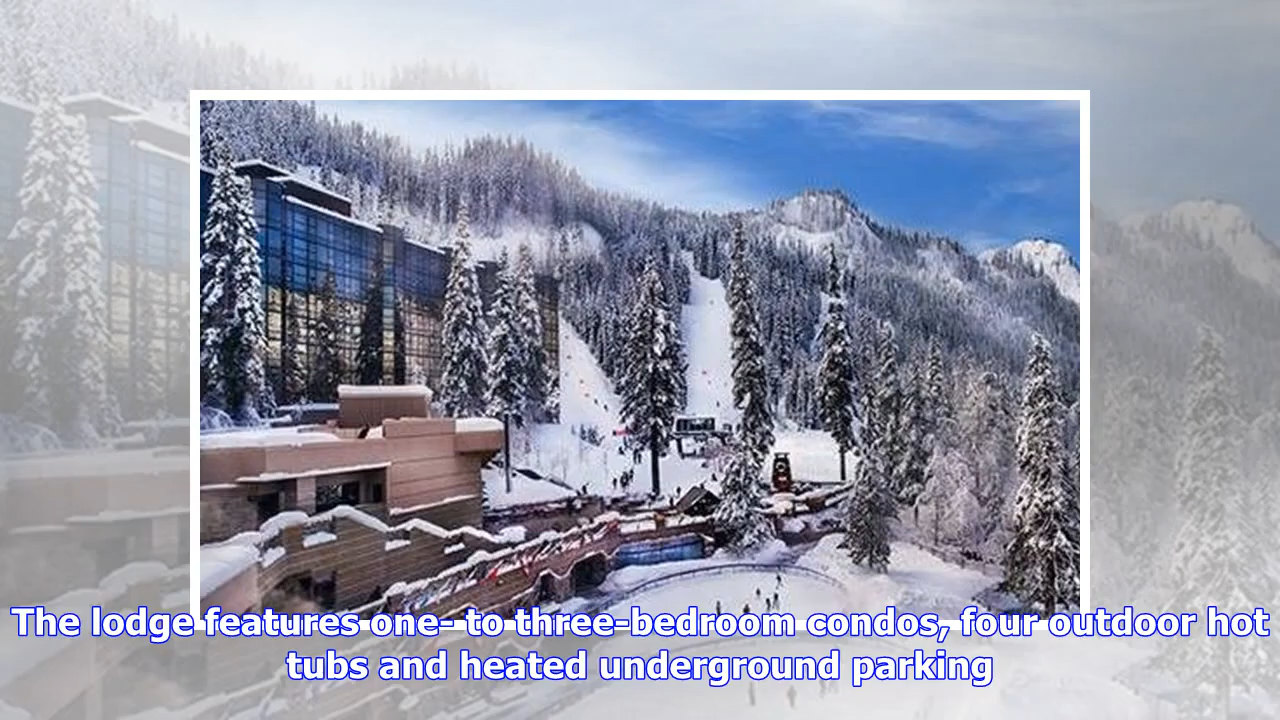 The lodge features one- to three-bedroom condos, four outdoor hot
tubs and heated underground parking